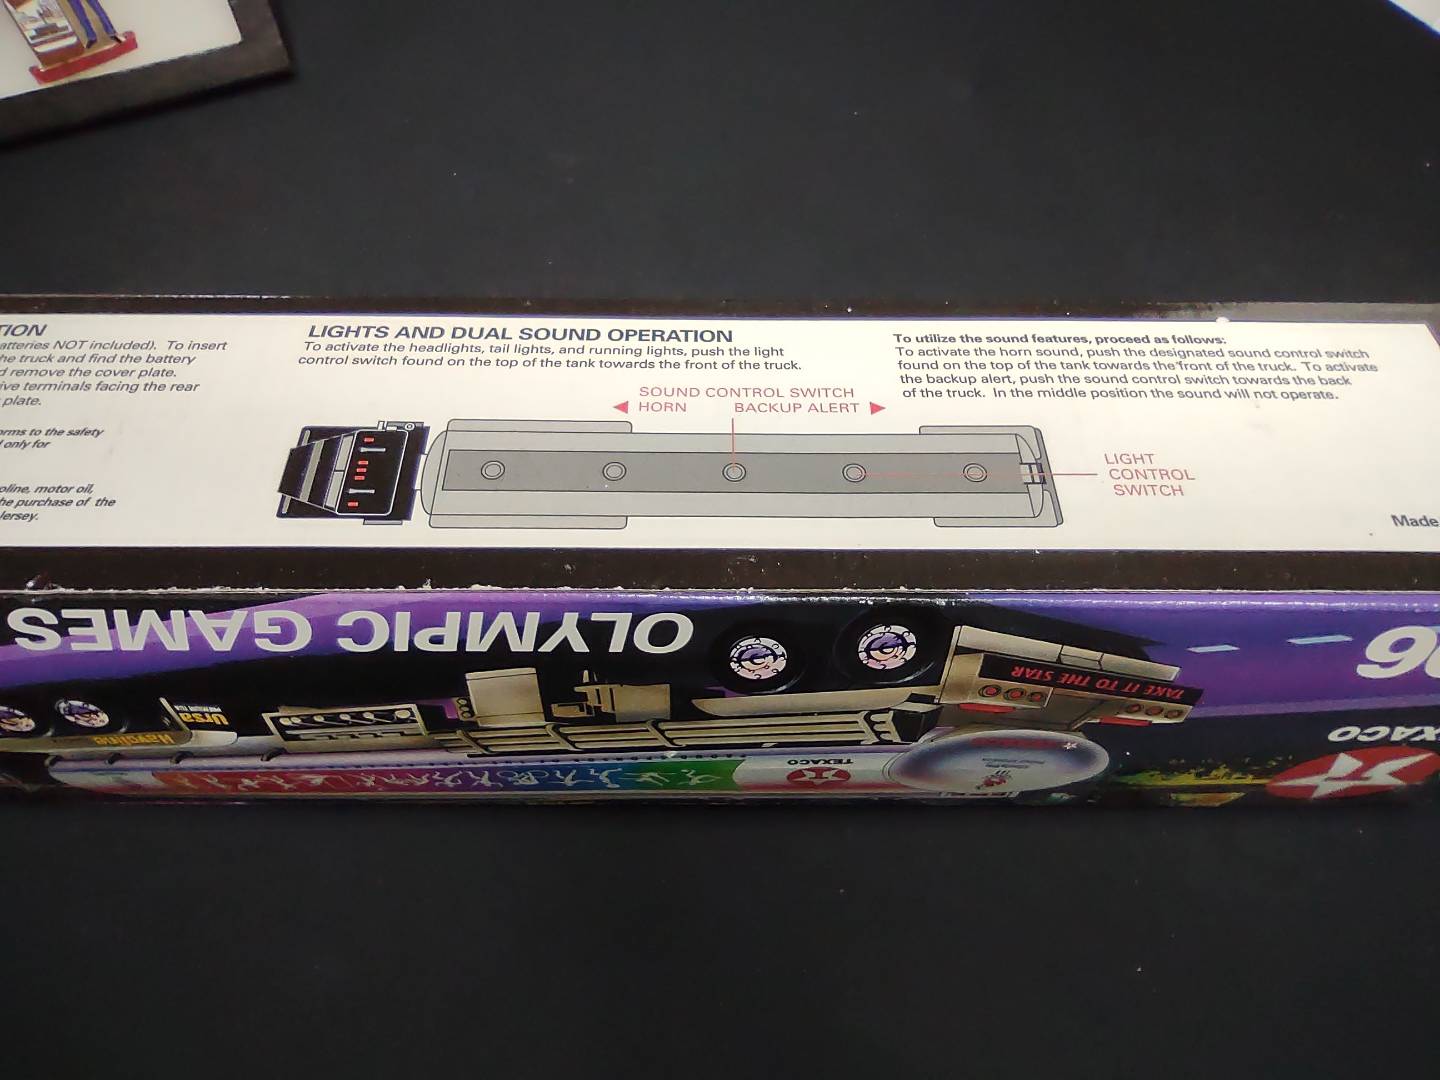 TION
atteries NOT included). To insert
he truck and find the battery
d remove the cover plate.
ive terminals facing the rear
plate.
orms to the safety
only for
oline, motor oil,
he purchase of the
Jersey.
LIGHTS AND DUAL SOUND OPERATION
To activate the headlights, tail lights, and running lights, push the light
control switch found on the top of the tank towards the front of the truck.
To utilize the sound features, proceed as follows:
To activate the horn sound, push the designated sound control switch
found on the top of the tank towards the front of the truck. To activate
the backup alert, push the sound control switch towards the back
of the truck. In the middle position the sound will not operate.
SOUND CONTROL SWITCH
HORN BACKUP ALERT
LIGHT
CONTROL
SWITCH
Made
OLYMPIC GAMES
96
TAKE IT TO THE STAR
Ursa
Havoline
TEXACO
EXACO